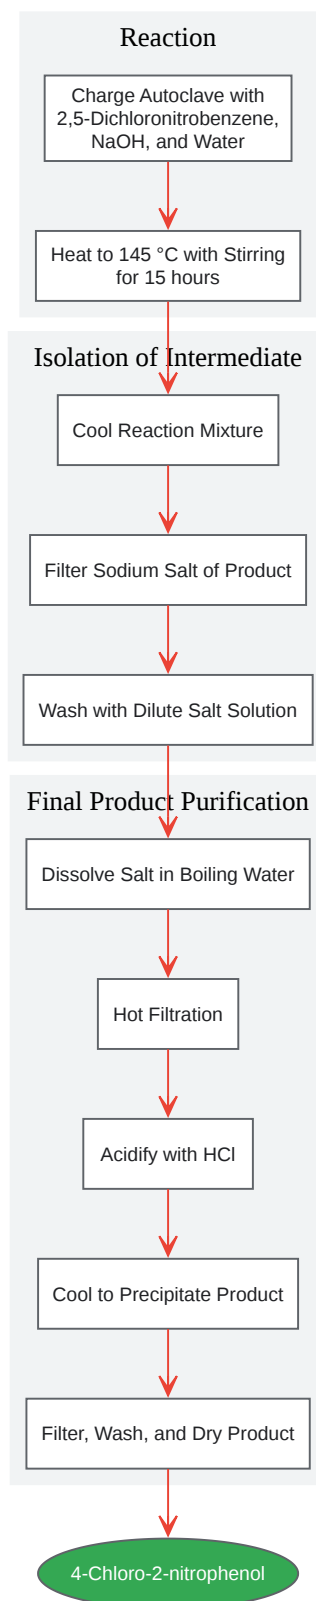 Reaction
Charge Autoclave with
2,5-Dichloronitrobenzene,
NaOH, and Water
Heat to 145 °C with Stirring
for 15 hours
Isolation of Intermediate
Cool Reaction Mixture
Filter Sodium Salt of Product
Wash with Dilute Salt Solution
Final Product Purification
Dissolve Salt in Boiling Water
Hot Filtration
Acidify with HCl
Cool to Precipitate Product
Filter, Wash, and Dry Product
4-Chloro-2-nitrophenol